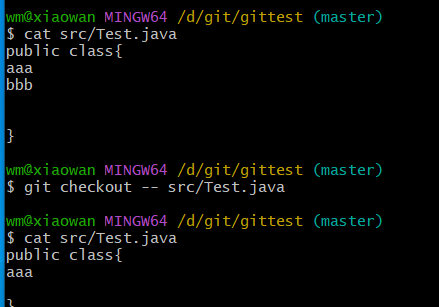 wm@xiaowan MINGW64 /d/git/gittest (master)
$ cat src/Test.java
public class{
aaa
bbb
}
wm@xiaowan MINGW64 /d/git/gittest (master)
$ git checkout -- src/Test.java
wm@xiaowan MINGW64 /d/git/gittest (master)
$ cat src/Test.java
public class{
aaa
}